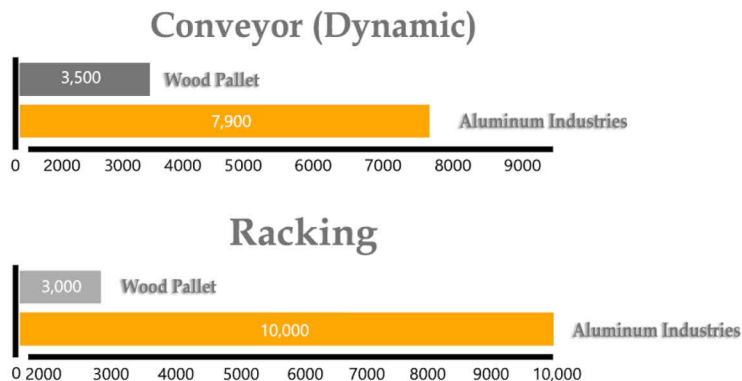 Conveyor (Dynamic)
3,500 Wood Pallet
7,900 Aluminum Industries
0 2000 3000 4000 5000 6000 7000 8000 9000
Racking
3,000 Wood Pallet
10,000 Aluminum Industries
0 2000 3000 4000 5000 6000 7000 8000 9000 10,000